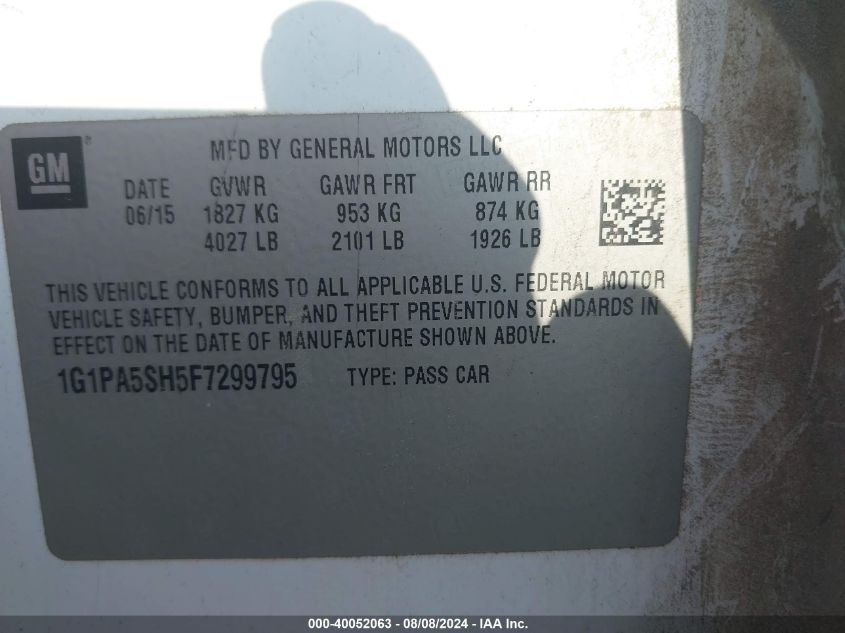 GM®
MFD BY GENERAL MOTORS LLC
DATE GVWR GAWR FRT GAWR RR
06/15 1827 KG 953 KG 874 KG
4027 LB 2101 LB 1926 LB
THIS VEHICLE CONFORMS TO ALL APPLICABLE U.S. FEDERAL MOTOR
VEHICLE SAFETY, BUMPER, AND THEFT PREVENTION STANDARDS IN
EFFECT ON THE DATE OF MANUFACTURE SHOWN ABOVE.
1G1PA5SH5F7299795 TYPE: PASS CAR
000-40052063 - 08/08/2024 - IAA Inc.